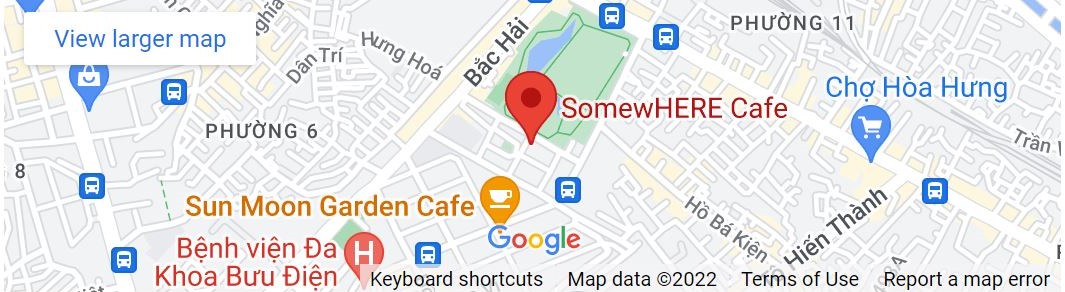 View larger map
Bắc Hải
Hưng Hoá
Dân Trí
PHƯỜNG 11
Chợ Hòa Hưng
SomewHERE Cafe
PHƯỜNG 6
Trần
8
Sun Moon Garden Cafe
Hồ Bá Kiện
Hiến Thành
Google
Bệnh viện Đa
Khoa Bưu Điện
Keyboard shortcuts
Map data ©2022
Terms of Use
Report a map error